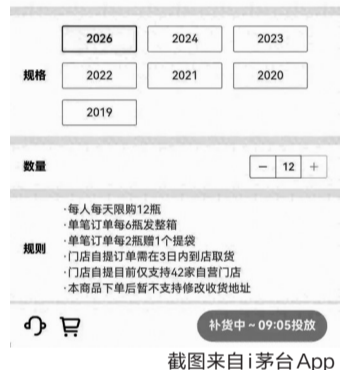 2026 2024 2023
规格 2022 2021 2020
2019
数量 − 12 +
·每人每天限购12瓶
·单笔订单每6瓶发整箱
·单笔订单每2瓶赠1个提袋
规则 ·门店自提订单需在3日内到店取货
·门店自提目前仅支持42家自营门店
·本商品下单后暂不支持修改收货地址
补货中~09:05投放
截图来自i茅台App